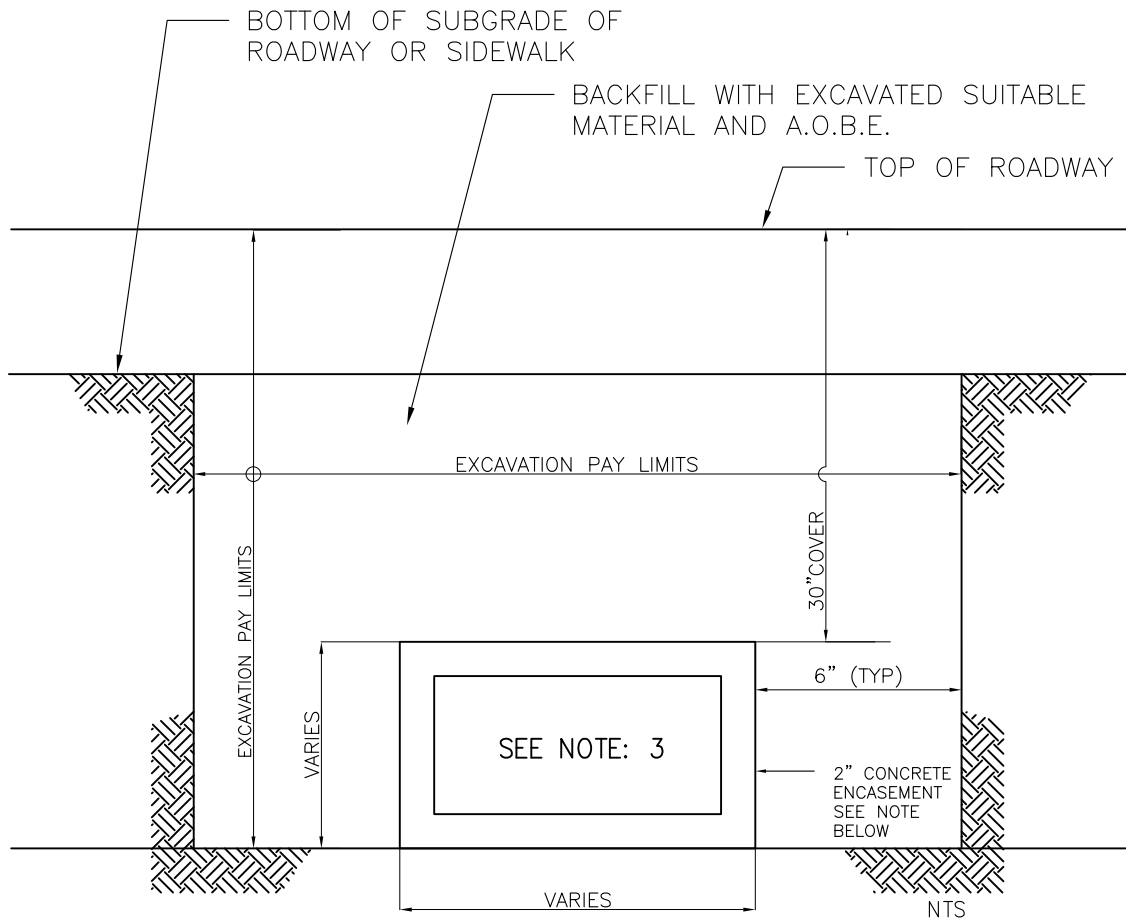 BOTTOM OF SUBGRADE OF
ROADWAY OR SIDEWALK
BACKFILL WITH EXCAVATED SUITABLE
MATERIAL AND A.O.B.E.
TOP OF ROADWAY
EXCAVATION PAY LIMITS
EXCAVATION PAY LIMITS
30”COVER
6” (TYP)
VARIES
SEE NOTE: 3
2” CONCRETE
ENCASEMENT
SEE NOTE
BELOW
VARIES
NTS